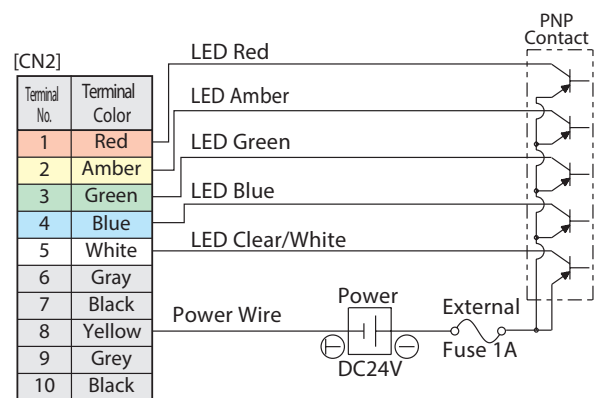 PNP
Contact
[CN2]
Terminal No. Terminal Color
1 Red
2 Amber
3 Green
4 Blue
5 White
6 Gray
7 Black
8 Yellow
9 Grey
10 Black
LED Red
LED Amber
LED Green
LED Blue
LED Clear/White
Power Wire
Power
DC24V
External
Fuse 1A